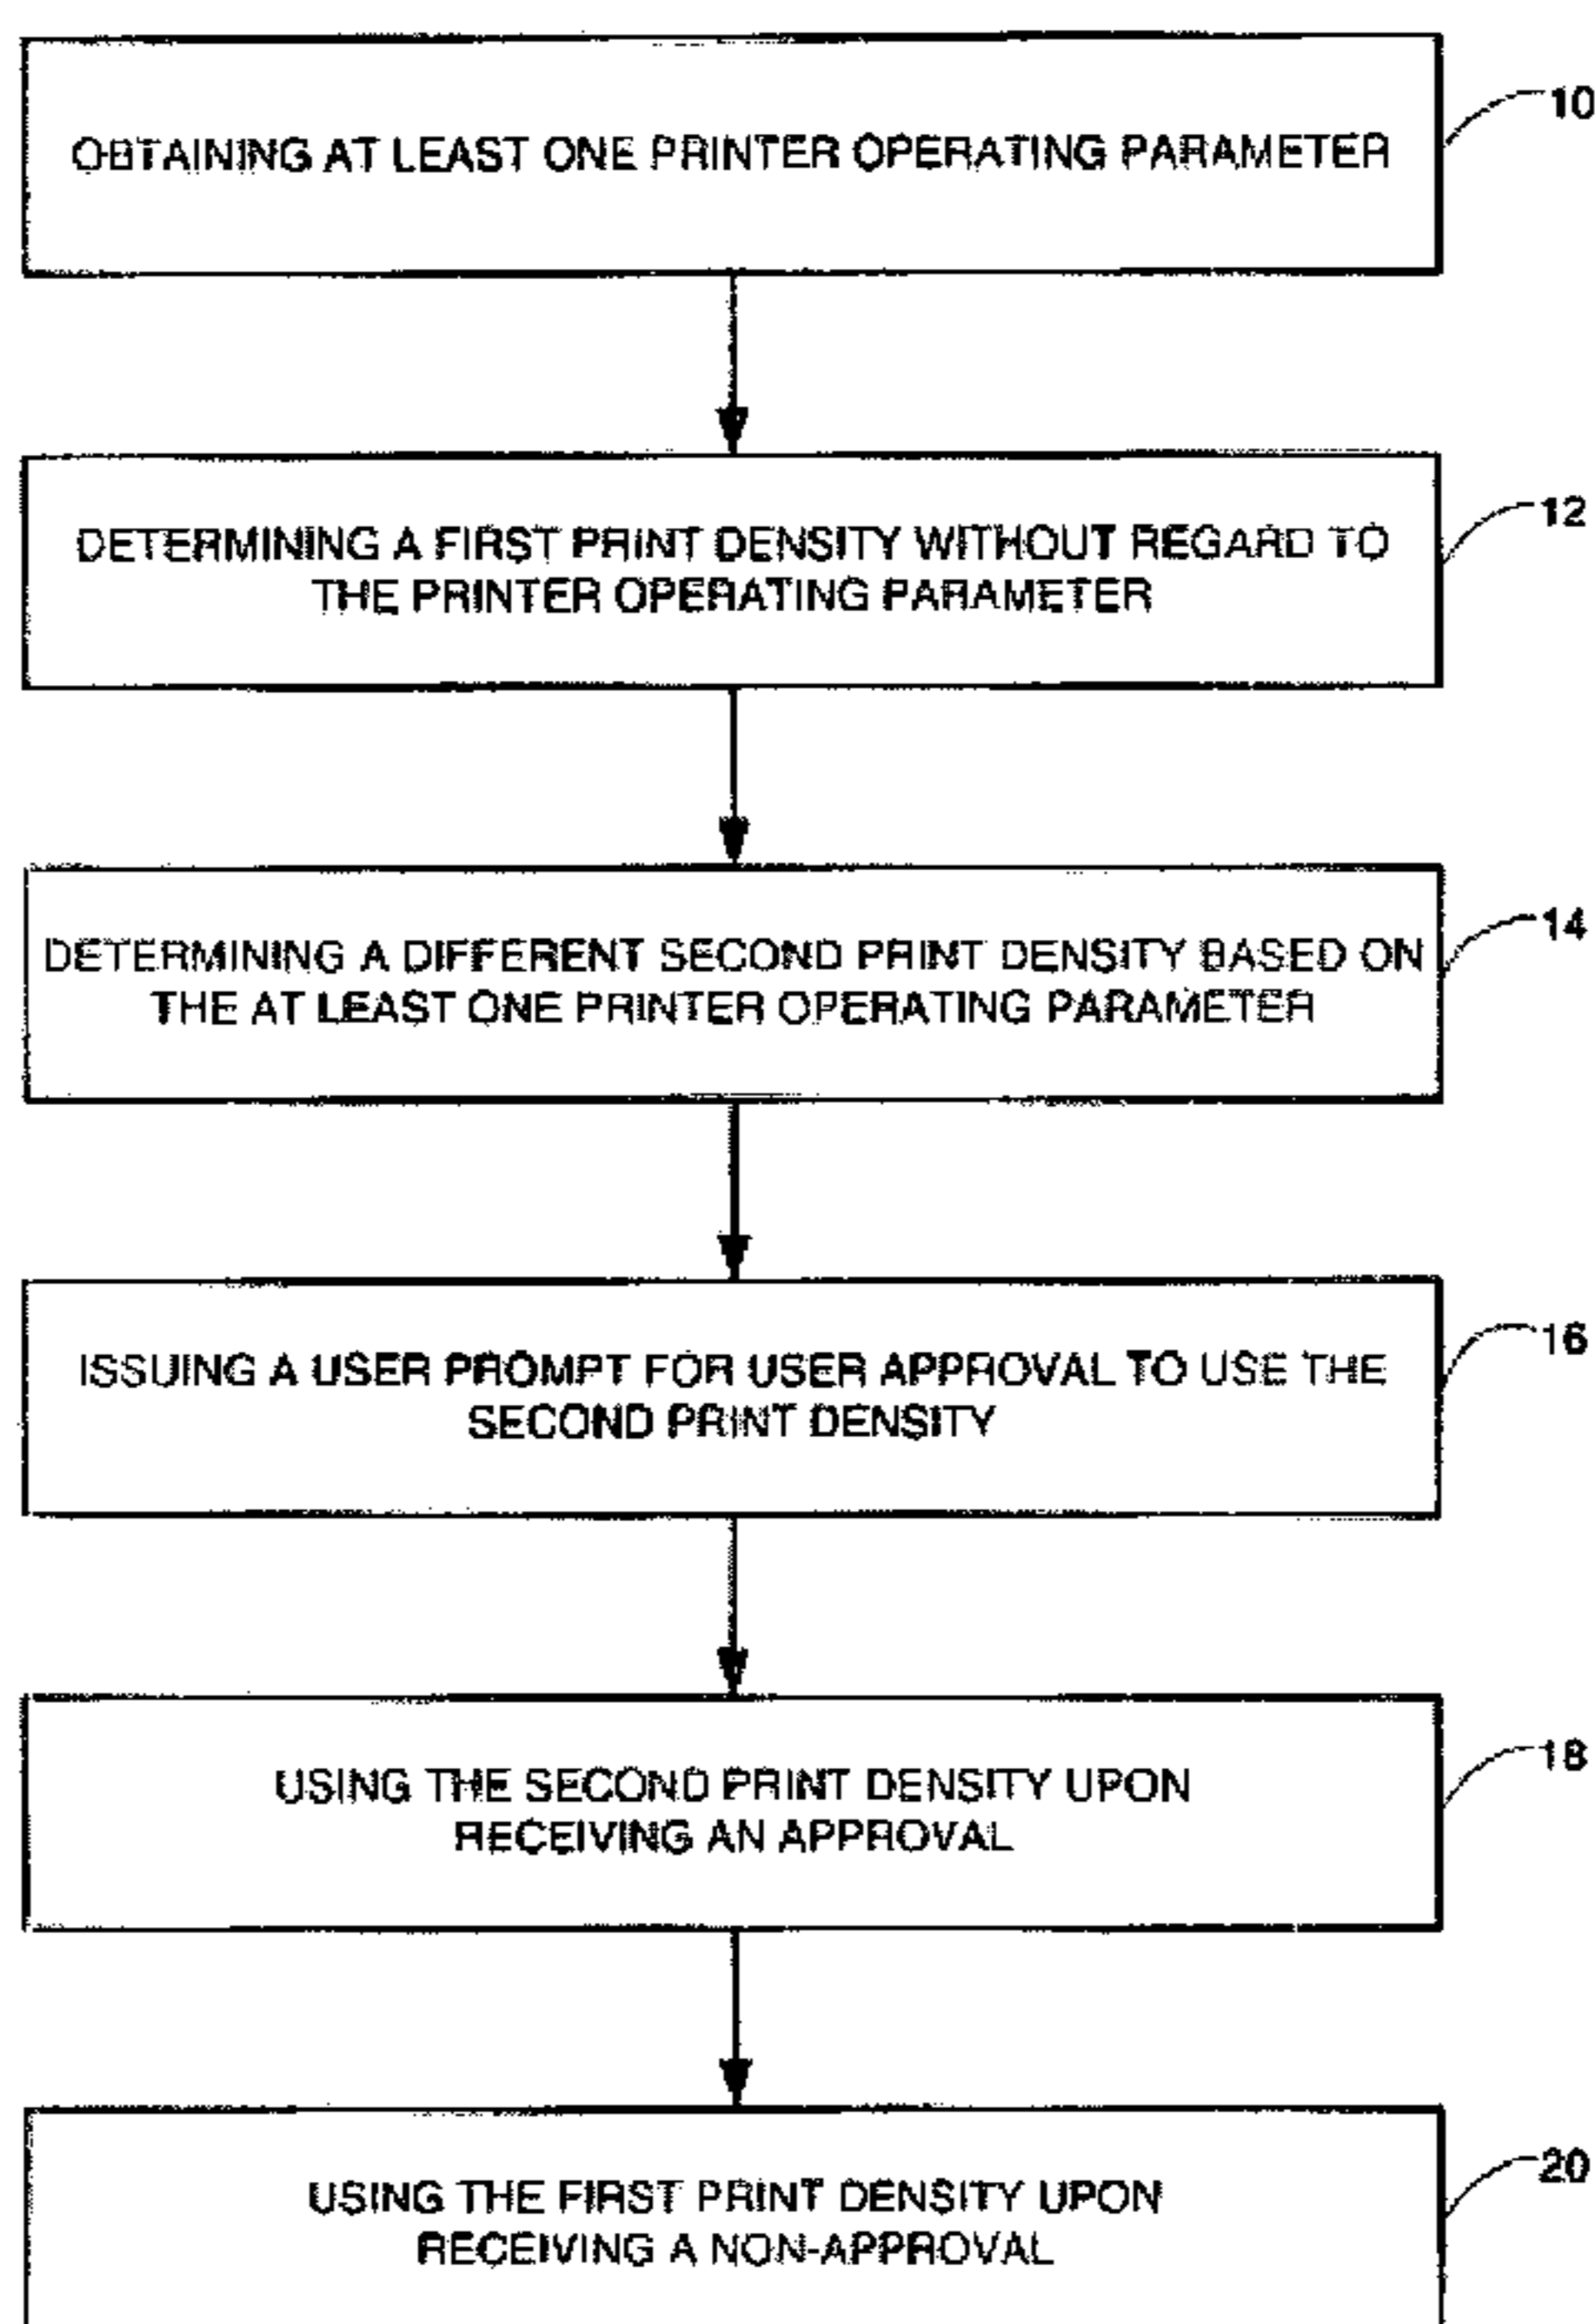 OBTAINING AT LEAST ONE PRINTER OPERATING PARAMETER
10
DETERMINING A FIRST PRINT DENSITY WITHOUT REGARD TO
THE PRINTER OPERATING PARAMETER
12
DETERMINING A DIFFERENT SECOND PRINT DENSITY BASED ON
THE AT LEAST ONE PRINTER OPERATING PARAMETER
14
ISSUING A USER PROMPT FOR USER APPROVAL TO USE THE
SECOND PRINT DENSITY
16
USING THE SECOND PRINT DENSITY UPON
RECEIVING AN APPROVAL
18
USING THE FIRST PRINT DENSITY UPON
RECEIVING A NON-APPROVAL
20